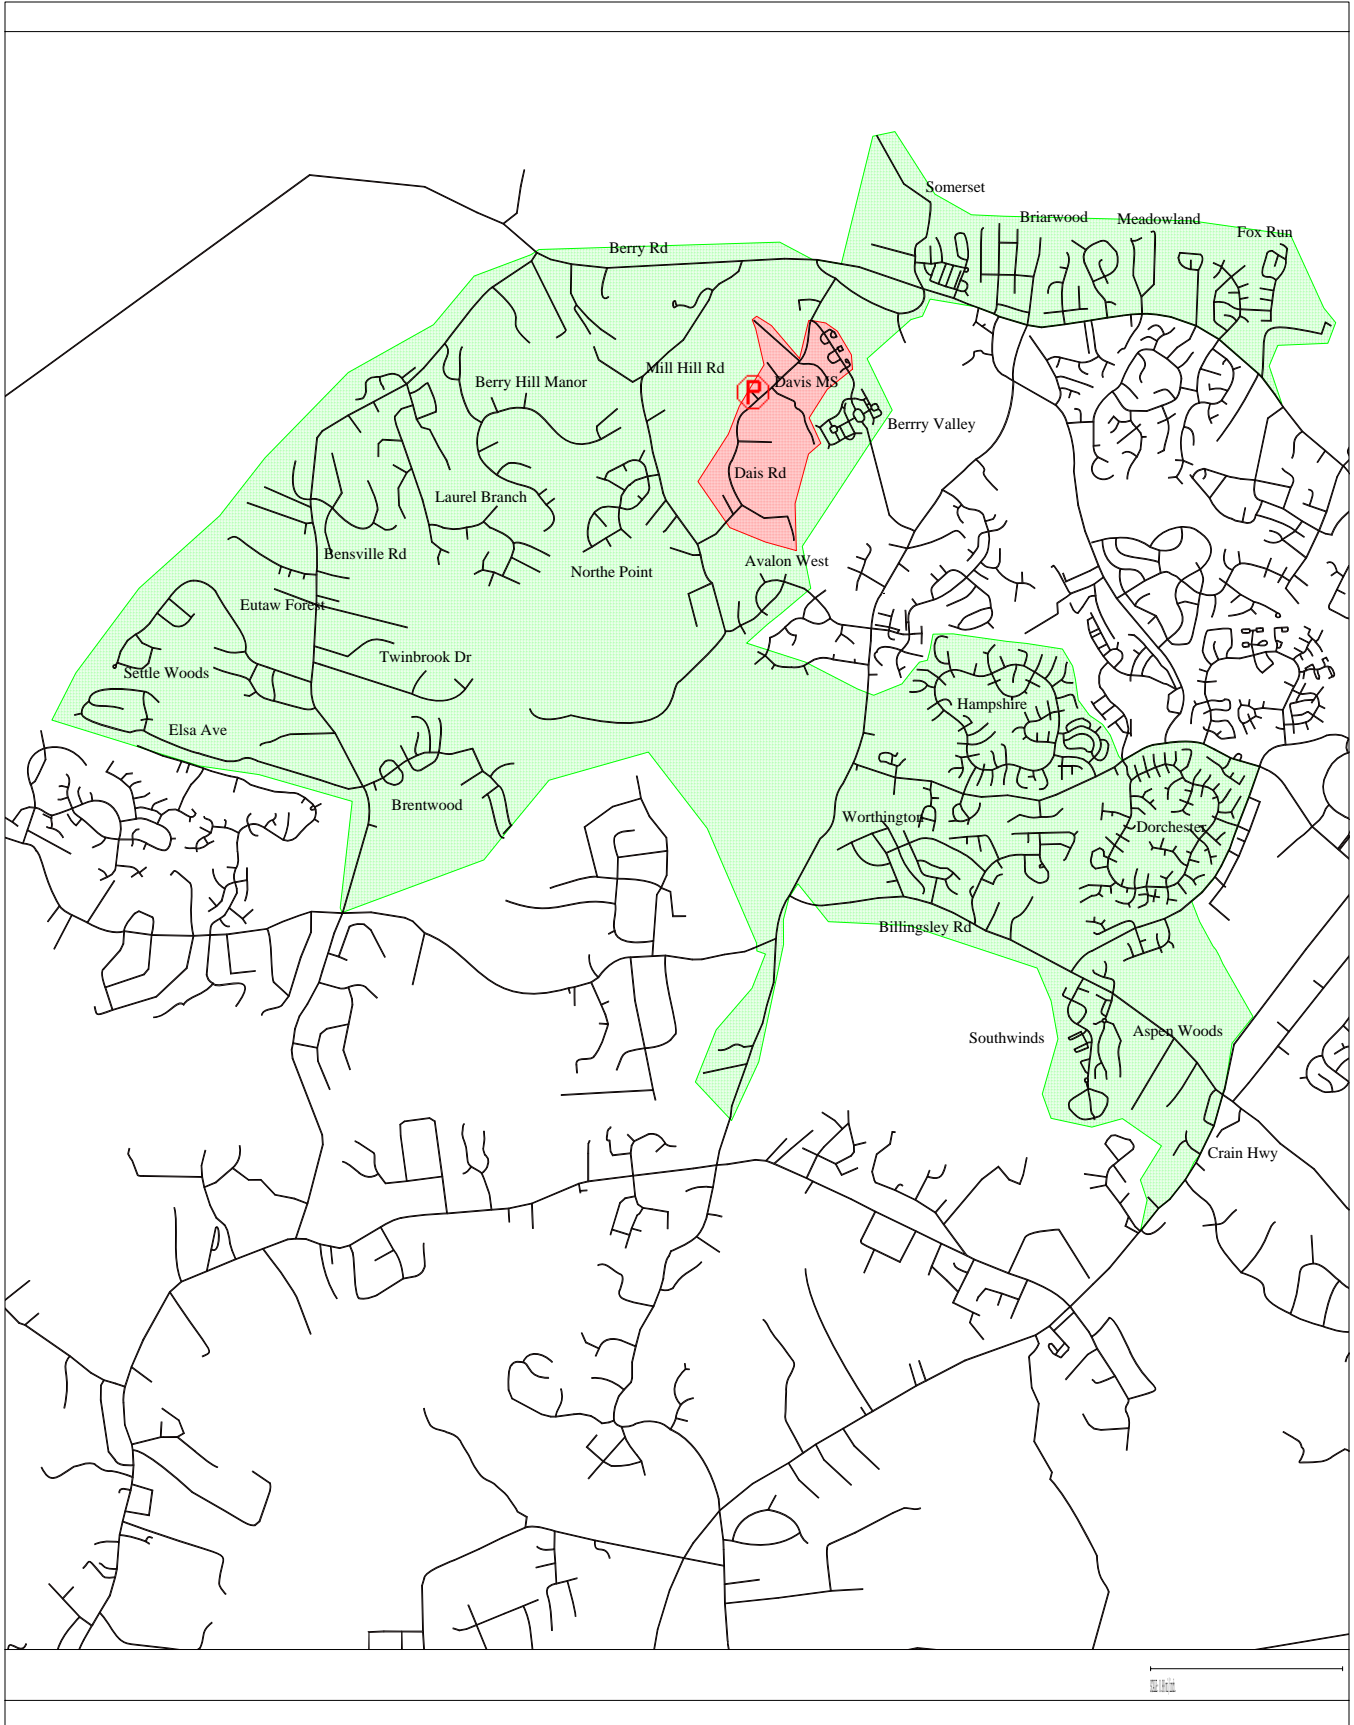 Somerset
Briarwood
Meadowland
Fox Run
Berry Rd
Mill Hill Rd
Berry Hill Manor
Davis MS
R
Berrry Valley
Dais Rd
Laurel Branch
Bensville Rd
Northe Point
Avalon West
Eutaw Forest
Twinbrook Dr
Settle Woods
Hampshire
Elsa Ave
Brentwood
Worthington
Dorchester
Billingsley Rd
Southwinds
Aspen Woods
Crain Hwy